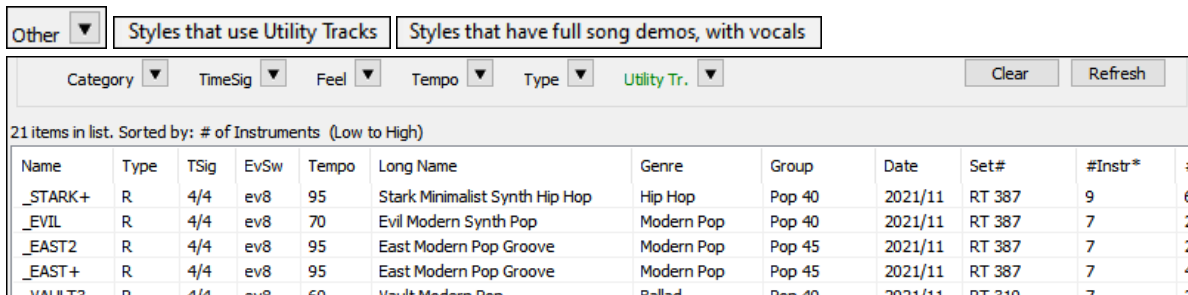 Other ▼ Styles that use Utility Tracks Styles that have full song demos, with vocals
Category ▼ TimeSig ▼ Feel ▼ Tempo ▼ Type ▼ Utility Tr. ▼ Clear Refresh
21 items in list. Sorted by: # of Instruments (Low to High)
Name Type TSig EvSw Tempo Long Name Genre Group Date Set# #Instr*
_STARK+ R 4/4 ev8 95 Stark Minimalist Synth Hip Hop Hip Hop Pop 40 2021/11 RT 387 9
_EVIL R 4/4 ev8 70 Evil Modern Synth Pop Modern Pop Pop 40 2021/11 RT 387 7
_EAST2 R 4/4 ev8 95 East Modern Pop Groove Modern Pop Pop 45 2021/11 RT 387 7
_EAST+ R 4/4 ev8 95 East Modern Pop Groove Modern Pop Pop 45 2021/11 RT 387 7